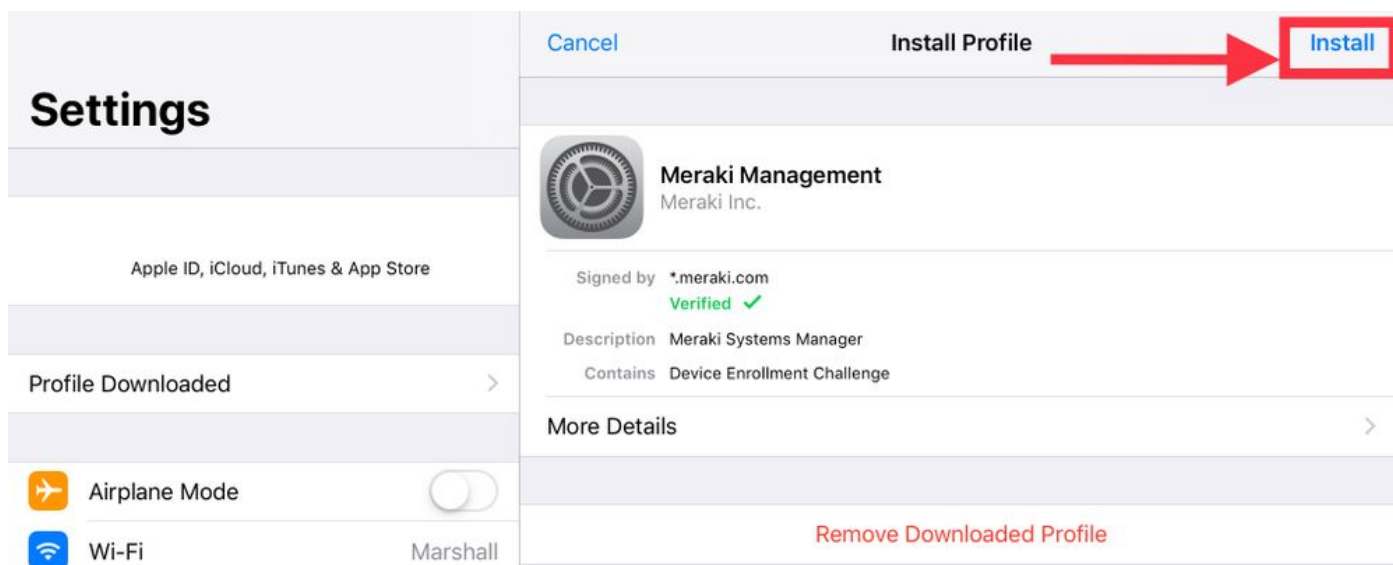 Settings
Apple ID, iCloud, iTunes & App Store
Profile Downloaded
Airplane Mode
Wi-Fi Marshall
Cancel Install Profile Install
Meraki Management
Meraki Inc.
Signed by *.meraki.com
Verified
Description Meraki Systems Manager
Contains Device Enrollment Challenge
More Details
Remove Downloaded Profile